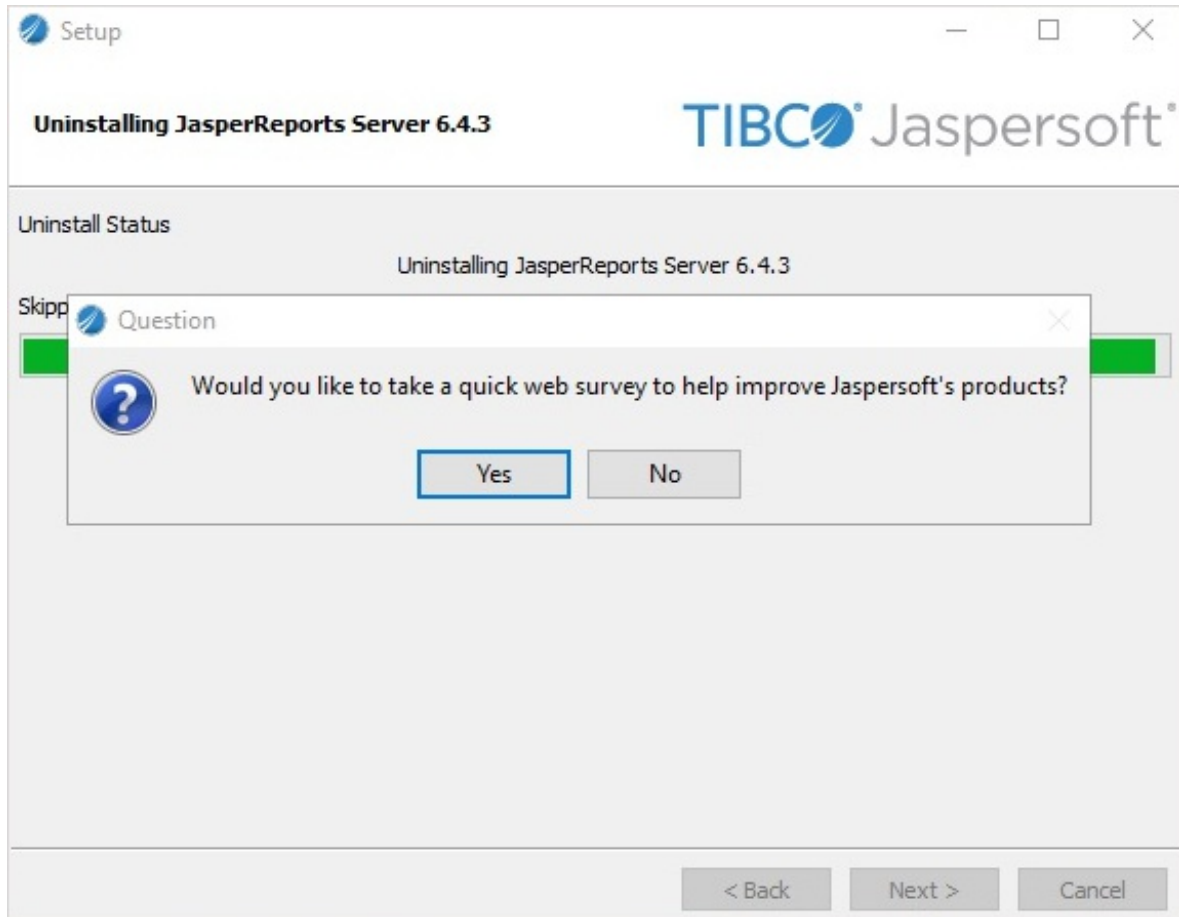 Setup
Uninstalling JasperReports Server 6.4.3
TIBCO® Jaspersoft®
Uninstall Status
Uninstalling JasperReports Server 6.4.3
Skipp
Question
Would you like to take a quick web survey to help improve Jaspersoft's products?
Yes
No
< Back
Next >
Cancel